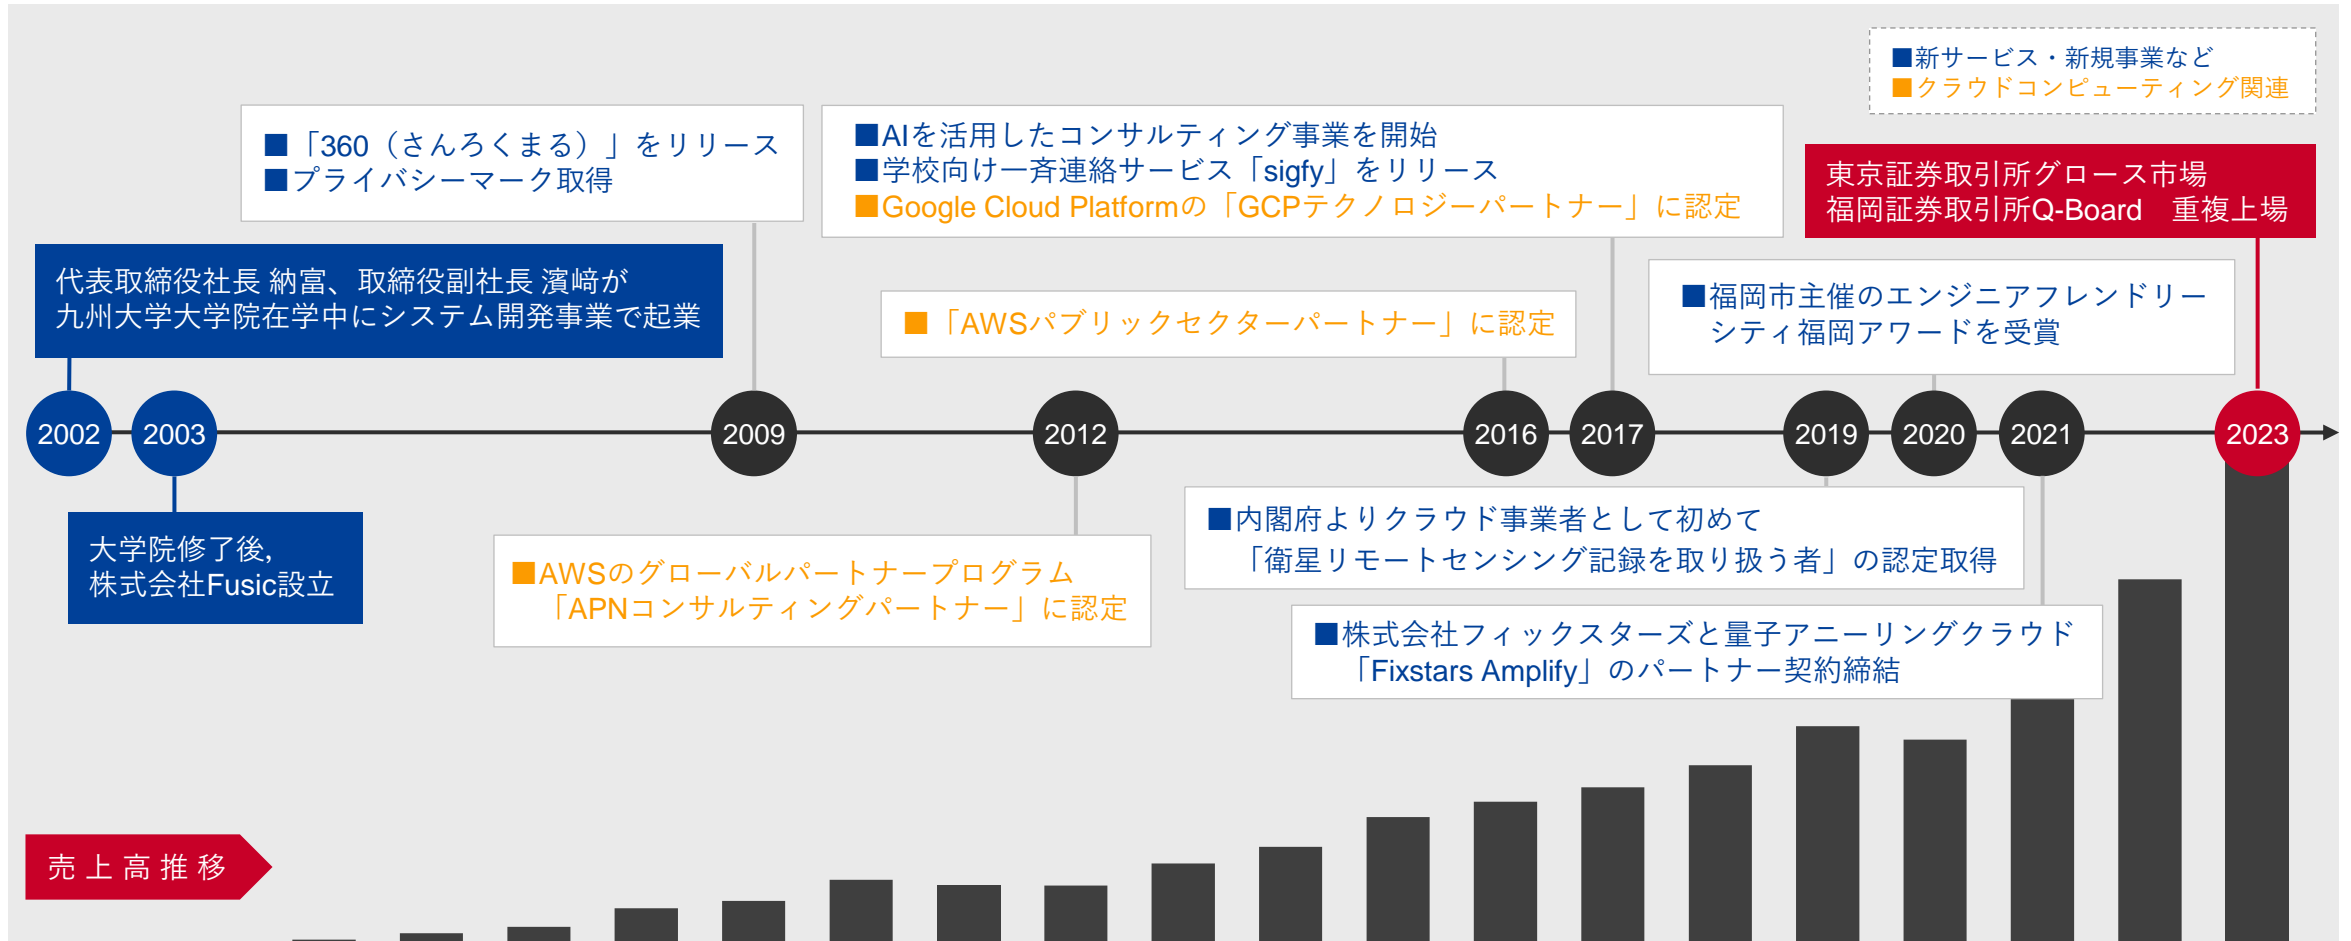 ■新サービス・新規事業など
■クラウドコンピューティング関連
■「360（さんろくまる）」をリリース
■プライバシーマーク取得
■AIを活用したコンサルティング事業を開始
■学校向け一斉連絡サービス「sigfy」をリリース
■Google Cloud Platformの「GCPテクノロジーパートナー」に認定
東京証券取引所グロース市場
福岡証券取引所Q-Board　重複上場
代表取締役社長 納富、取締役副社長 濱﨑が
九州大学大学院在学中にシステム開発事業で起業
■「AWSパブリックセクターパートナー」に認定
■福岡市主催のエンジニアフレンドリー
シティ福岡アワードを受賞
2002
2003
2009
2012
2016
2017
2019
2020
2021
2023
大学院修了後,
株式会社Fusic設立
■AWSのグローバルパートナープログラム
「APNコンサルティングパートナー」に認定
■内閣府よりクラウド事業者として初めて
「衛星リモートセンシング記録を取り扱う者」の認定取得
■株式会社フィックスターズと量子アニーリングクラウド
「Fixstars Amplify」のパートナー契約締結
売上高推移